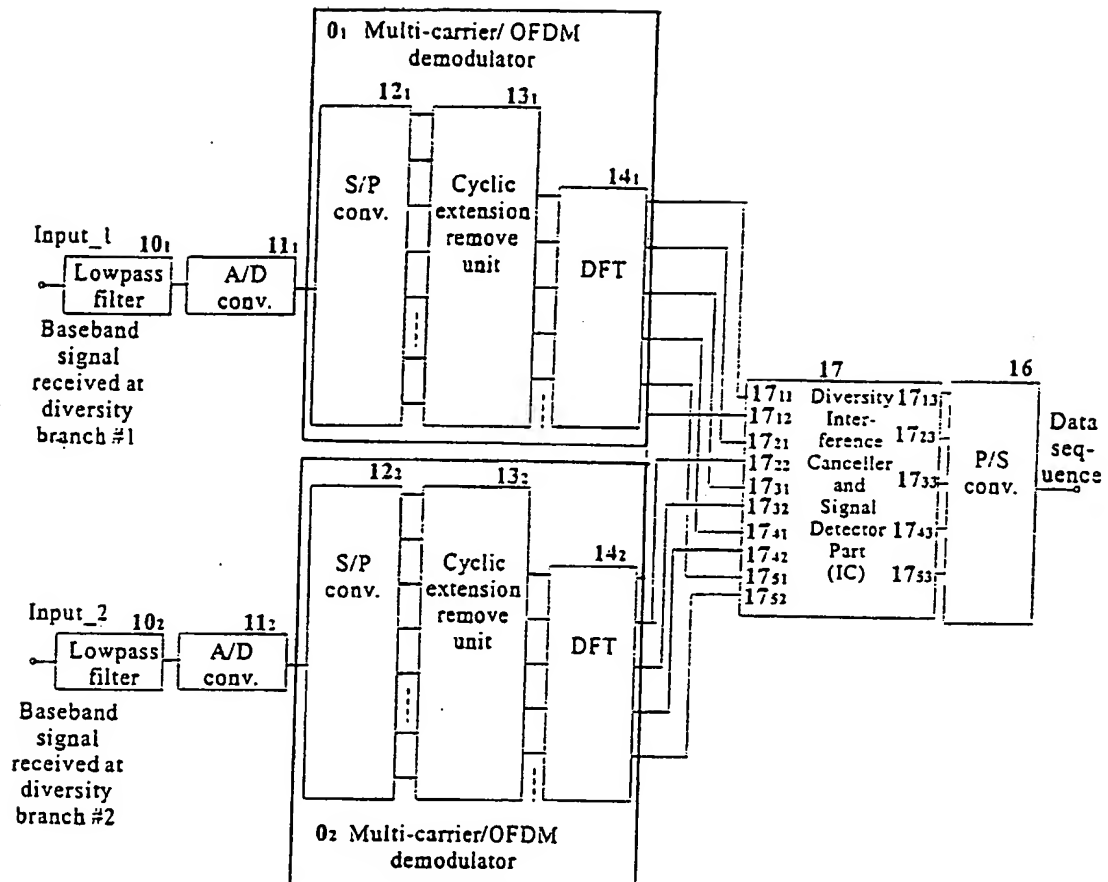 0₁ Multi-carrier/ OFDM
demodulator
12₁
13₁
S/P
conv.
Cyclic
extension
remove
unit
14₁
DFT
Input_1
10₁
11₁
Lowpass
filter
A/D
conv.
Baseband
signal
received at
diversity
branch #1
17
16
17₁₁
17₁₂
17₂₁
17₂₂
17₃₁
17₃₂
17₄₁
17₄₂
17₅₁
17₅₂
Diversity
Inter-
ference
Canceller
and
Signal
Detector
Part
(IC)
17₁₃
17₂₃
17₃₃
17₄₃
17₅₃
P/S
conv.
Data
seq-
uence
12₂
13₂
S/P
conv.
Cyclic
extension
remove
unit
14₂
DFT
Input_2
10₂
11₂
Lowpass
filter
A/D
conv.
Baseband
signal
received at
diversity
branch #2
0₂ Multi-carrier/OFDM
demodulator